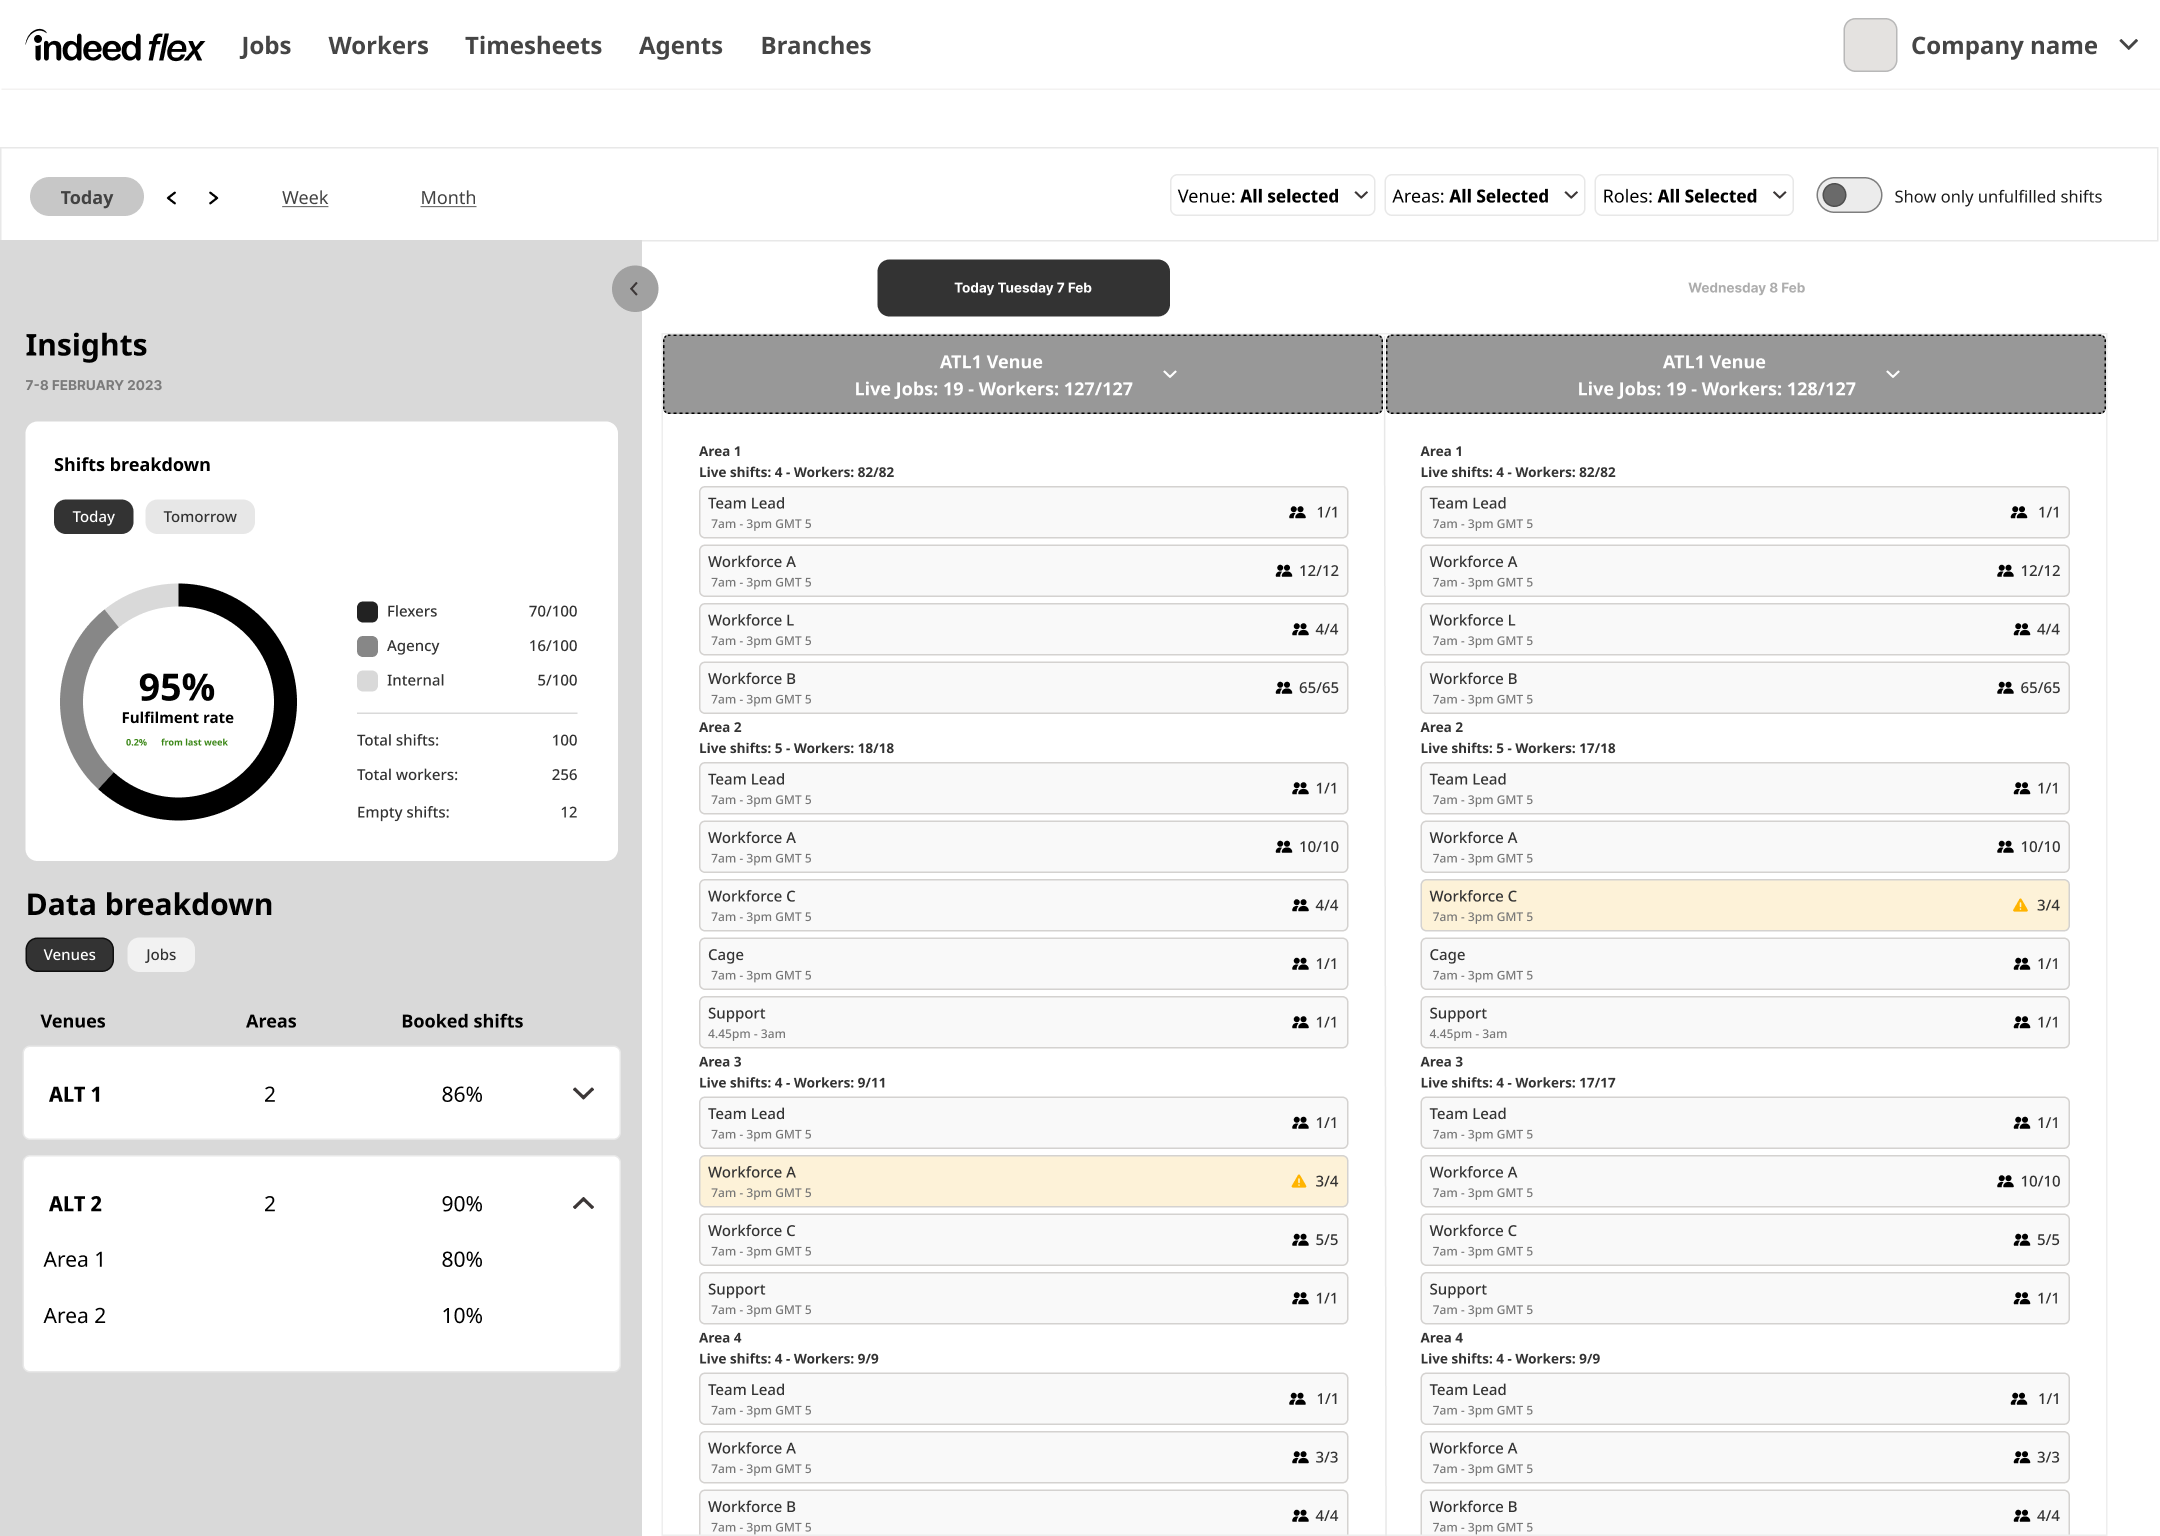 indeed flex
Jobs
Workers
Timesheets
Agents
Branches
Company name
Today
Week
Month
Venue: All selected
Areas: All Selected
Roles: All Selected
Show only unfulfilled shifts
Insights
7-8 FEBRUARY 2023
Shifts breakdown
Today
Tomorrow
95%
Fulfilment rate
0.2% from last week
Flexers 70/100
Agency 16/100
Internal 5/100
Total shifts: 100
Total workers: 256
Empty shifts: 12
Data breakdown
Venues
Jobs
Venues Areas Booked shifts
ALT 1 2 86%
ALT 2 2 90%
Area 1 80%
Area 2 10%
Today Tuesday 7 Feb
ATL1 Venue
Live Jobs: 19 - Workers: 127/127
Area 1
Live shifts: 4 - Workers: 82/82
Team Lead
7am - 3pm GMT 5
1/1
Workforce A
7am - 3pm GMT 5
12/12
Workforce L
7am - 3pm GMT 5
4/4
Workforce B
7am - 3pm GMT 5
65/65
Area 2
Live shifts: 5 - Workers: 18/18
Team Lead
7am - 3pm GMT 5
1/1
Workforce A
7am - 3pm GMT 5
10/10
Workforce C
7am - 3pm GMT 5
4/4
Cage
7am - 3pm GMT 5
1/1
Support
4.45pm - 3am
1/1
Area 3
Live shifts: 4 - Workers: 9/11
Team Lead
7am - 3pm GMT 5
1/1
Workforce A
7am - 3pm GMT 5
3/4
Workforce C
7am - 3pm GMT 5
5/5
Support
7am - 3pm GMT 5
1/1
Area 4
Live shifts: 4 - Workers: 9/9
Team Lead
7am - 3pm GMT 5
1/1
Workforce A
7am - 3pm GMT 5
3/3
Workforce B
7am - 3pm GMT 5
4/4
Wednesday 8 Feb
ATL1 Venue
Live Jobs: 19 - Workers: 128/127
Area 1
Live shifts: 4 - Workers: 82/82
Team Lead
7am - 3pm GMT 5
1/1
Workforce A
7am - 3pm GMT 5
12/12
Workforce L
7am - 3pm GMT 5
4/4
Workforce B
7am - 3pm GMT 5
65/65
Area 2
Live shifts: 5 - Workers: 17/18
Team Lead
7am - 3pm GMT 5
1/1
Workforce A
7am - 3pm GMT 5
10/10
Workforce C
7am - 3pm GMT 5
3/4
Cage
7am - 3pm GMT 5
1/1
Support
4.45pm - 3am
1/1
Area 3
Live shifts: 4 - Workers: 17/17
Team Lead
7am - 3pm GMT 5
1/1
Workforce A
7am - 3pm GMT 5
10/10
Workforce C
7am - 3pm GMT 5
5/5
Support
7am - 3pm GMT 5
1/1
Area 4
Live shifts: 4 - Workers: 9/9
Team Lead
7am - 3pm GMT 5
1/1
Workforce A
7am - 3pm GMT 5
3/3
Workforce B
7am - 3pm GMT 5
4/4